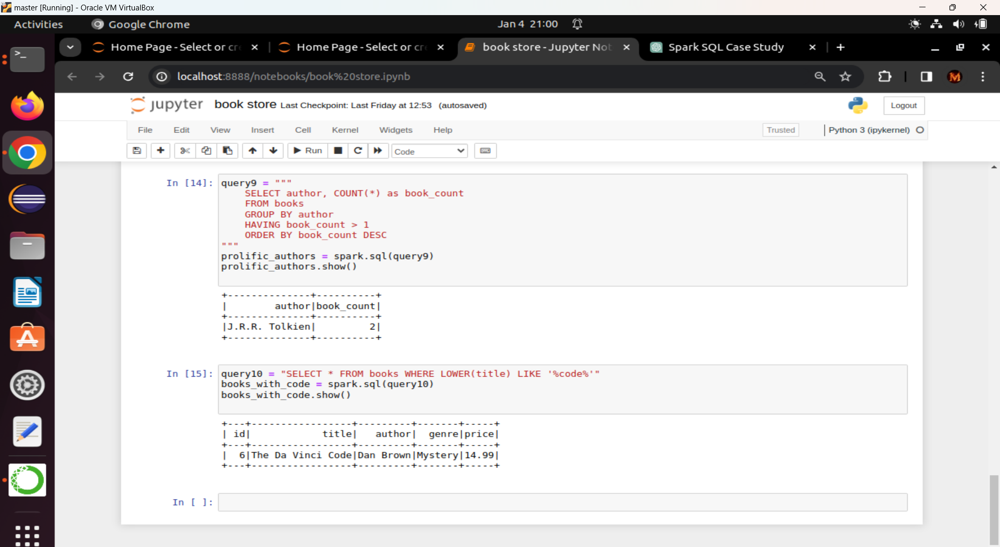 master [Running] - Oracle VM VirtualBox
Activities Google Chrome Jan 4 21:00
Home Page - Select or cre Home Page - Select or cre book store - Jupyter Not Spark SQL Case Study
localhost:8888/notebooks/book%20store.ipynb
jupyter book store Last Checkpoint: Last Friday at 12:53 (autosaved) Logout
File Edit View Insert Cell Kernel Widgets Help Trusted Python 3 (ipykernel)
Run Code
In [14]: query9 = """
SELECT author, COUNT(*) as book_count
FROM books
GROUP BY author
HAVING book_count > 1
ORDER BY book_count DESC
"""
prolific_authors = spark.sql(query9)
prolific_authors.show()
+--------------+----------+
|        author|book_count|
+--------------+----------+
|J.R.R. Tolkien|         2|
+--------------+----------+
In [15]: query10 = "SELECT * FROM books WHERE LOWER(title) LIKE '%code%'"
books_with_code = spark.sql(query10)
books_with_code.show()
+---+-----------------+---------+-------+-----+
| id|            title|   author|  genre|price|
+---+-----------------+---------+-------+-----+
|  6|The Da Vinci Code|Dan Brown|Mystery|14.99|
+---+-----------------+---------+-------+-----+
In [ ]: